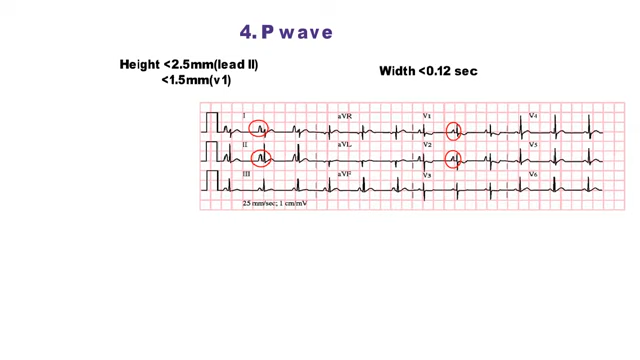 4. P wave
Height <2.5mm(lead II)
<1.5mm(v1)
Width <0.12 sec
I aVR V1 V4
II aVL V2 V5
III aVF V3 V6
25 mm/sec; 1 cm/mV